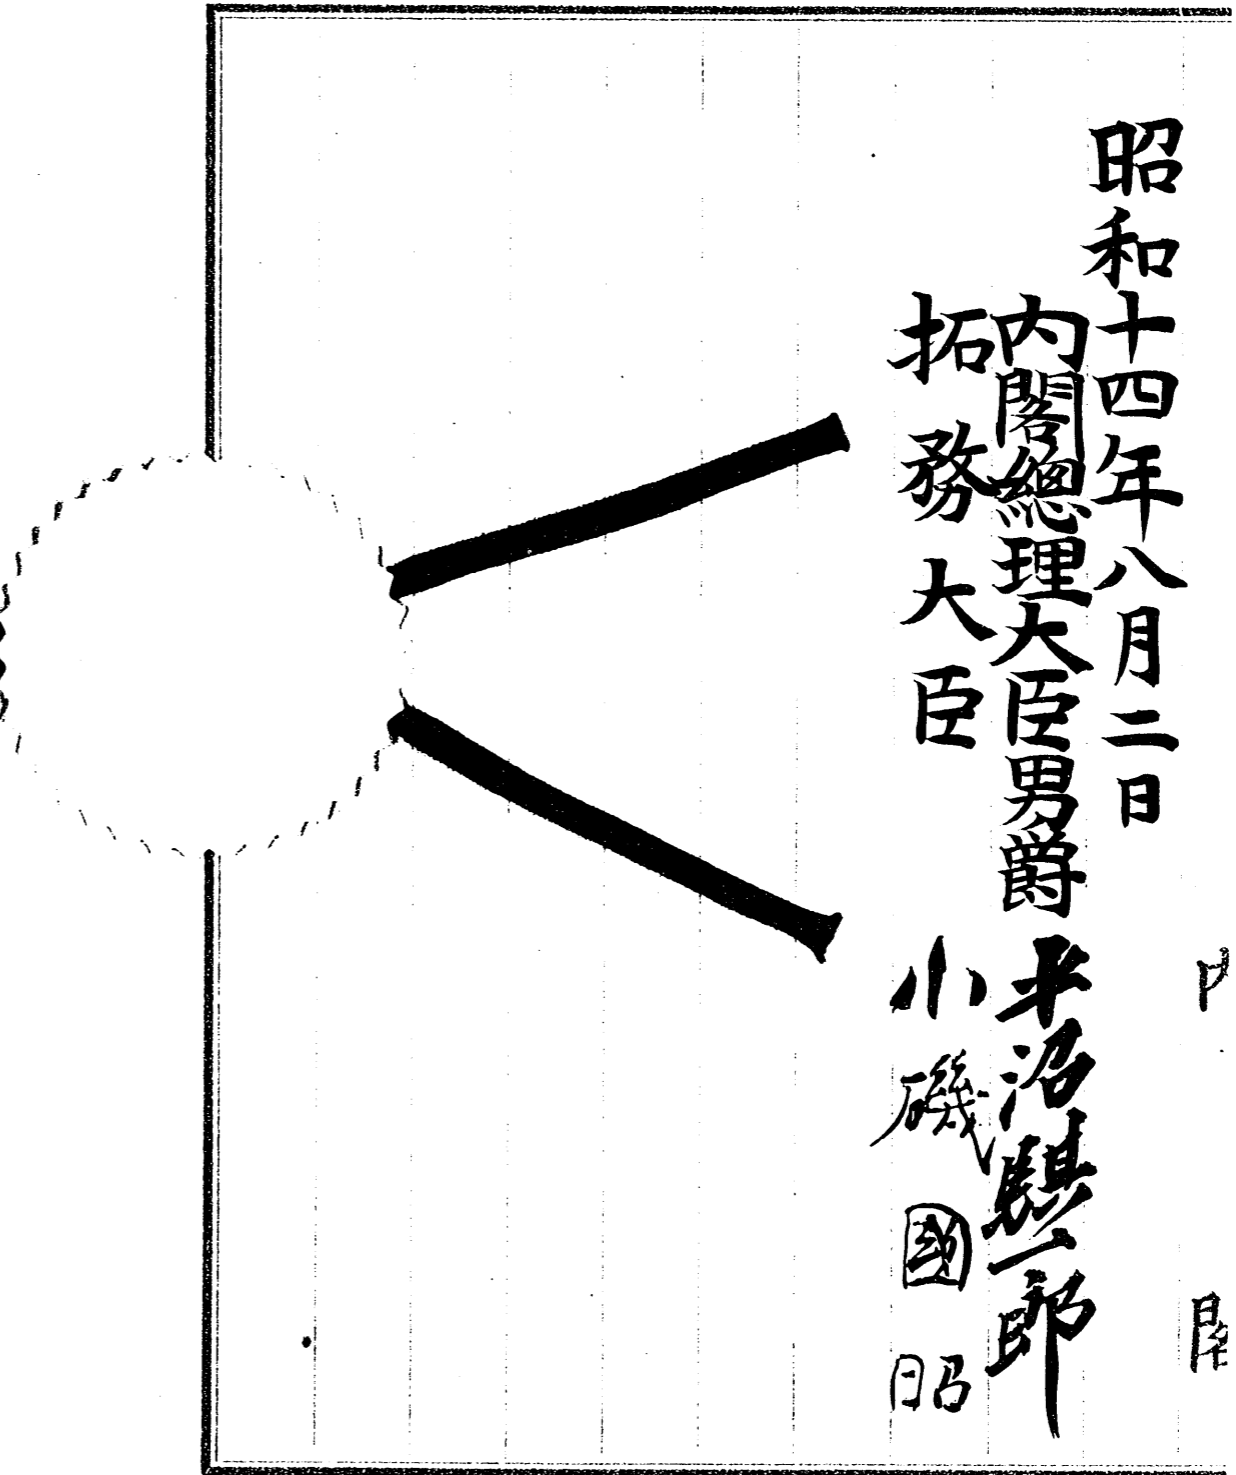 昭和十四年八月二日
内閣總理大臣男爵 平沼騏一郎
拓務大臣 小磯國昭